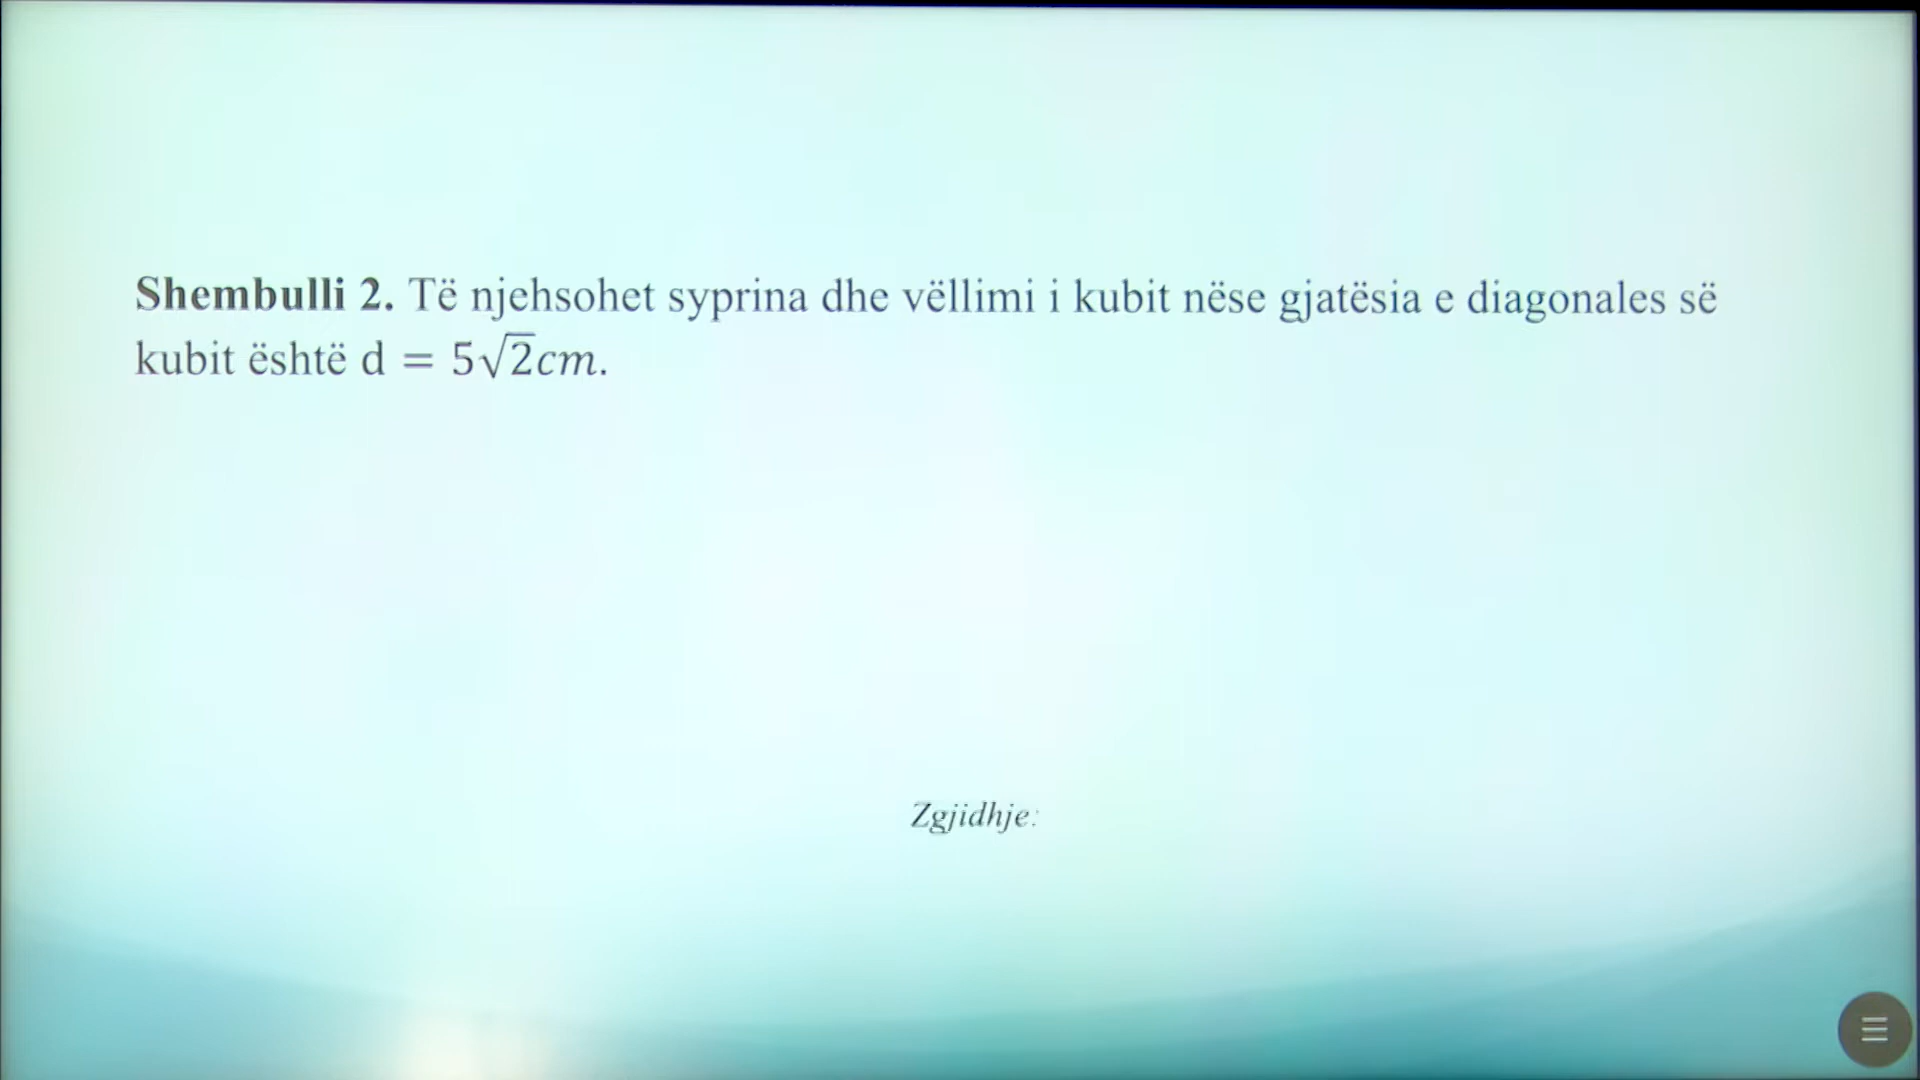 Shembulli 2. Të njehsohet syprina dhe vëllimi i kubit nëse gjatësia e diagonales së
kubit është d = 5√2cm.
Zgjidhje: